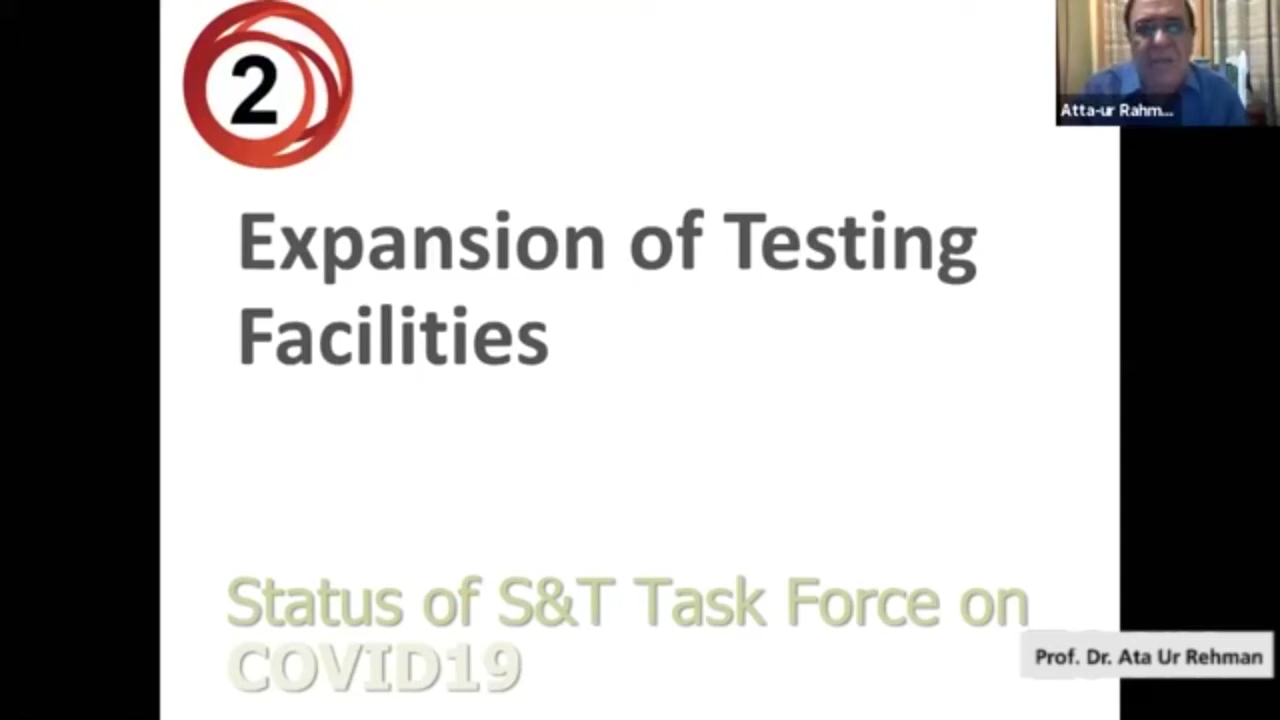 2
Atta-ur Rahm...
Expansion of Testing
Facilities
Status of S&T Task Force on
COVID19
Prof. Dr. Ata Ur Rehman